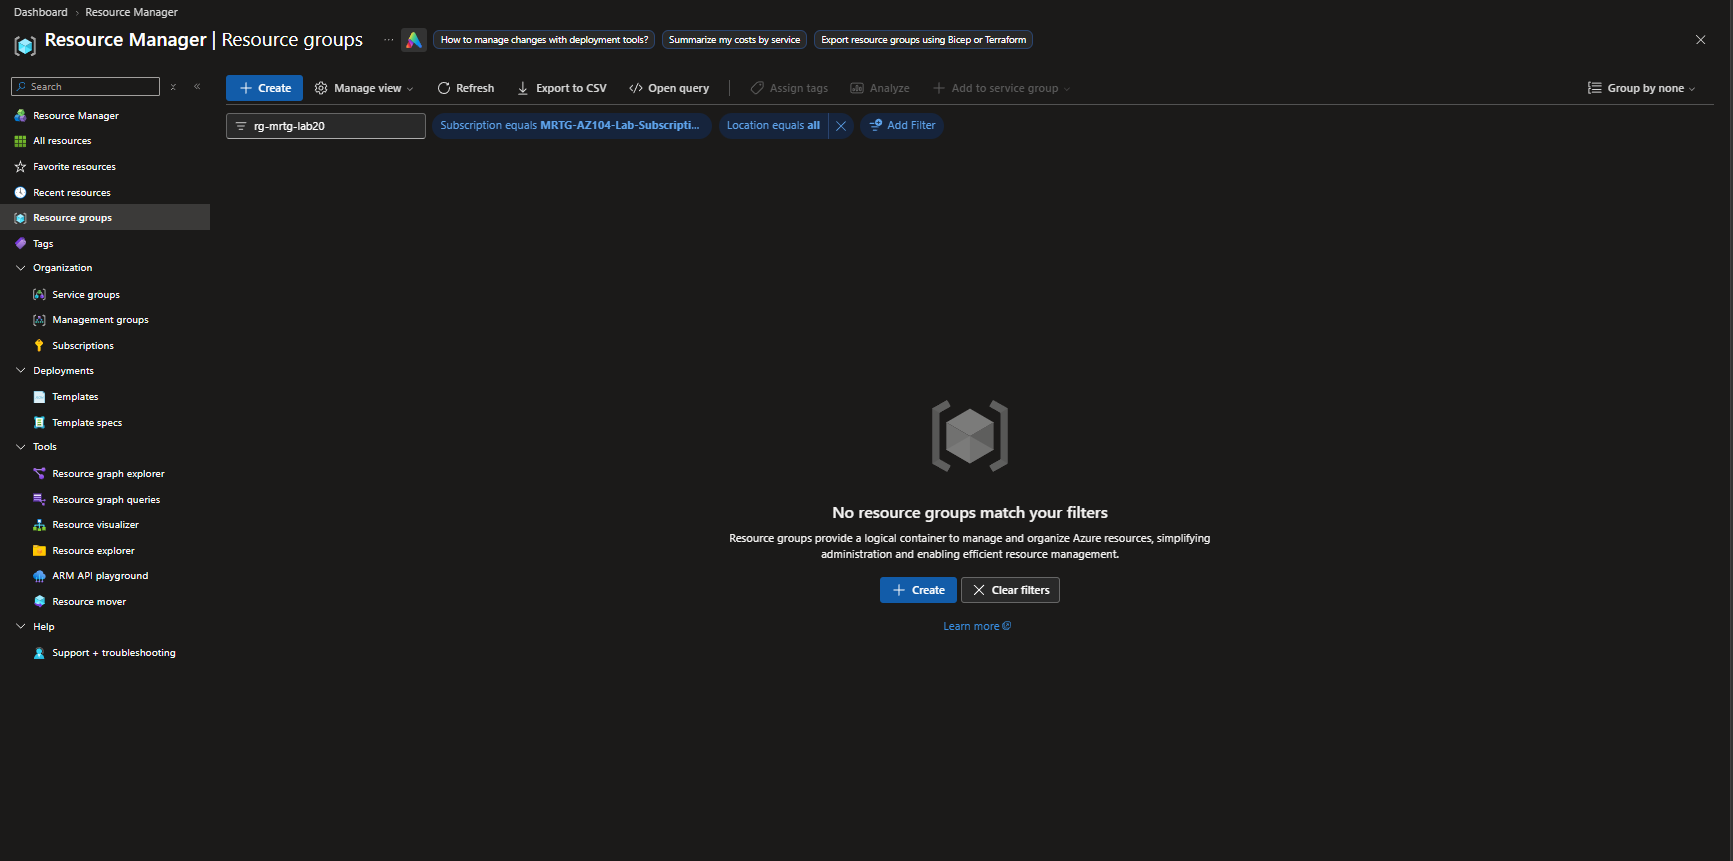 Dashboard > Resource Manager
Resource Manager | Resource groups
...
How to manage changes with deployment tools?
Summarize my costs by service
Export resource groups using Bicep or Terraform
Search
Create
Manage view
Refresh
Export to CSV
Open query
Assign tags
Analyze
Add to service group
Group by none
rg-mrtg-lab20
Subscription equals MRTG-AZ104-Lab-Subscripti...
Location equals all
Add Filter
Resource Manager
All resources
Favorite resources
Recent resources
Resource groups
Tags
Organization
Service groups
Management groups
Subscriptions
Deployments
Templates
Template specs
Tools
Resource graph explorer
Resource graph queries
Resource visualizer
Resource explorer
ARM API playground
Resource mover
Help
Support + troubleshooting
No resource groups match your filters
Resource groups provide a logical container to manage and organize Azure resources, simplifying
administration and enabling efficient resource management.
Create
Clear filters
Learn more